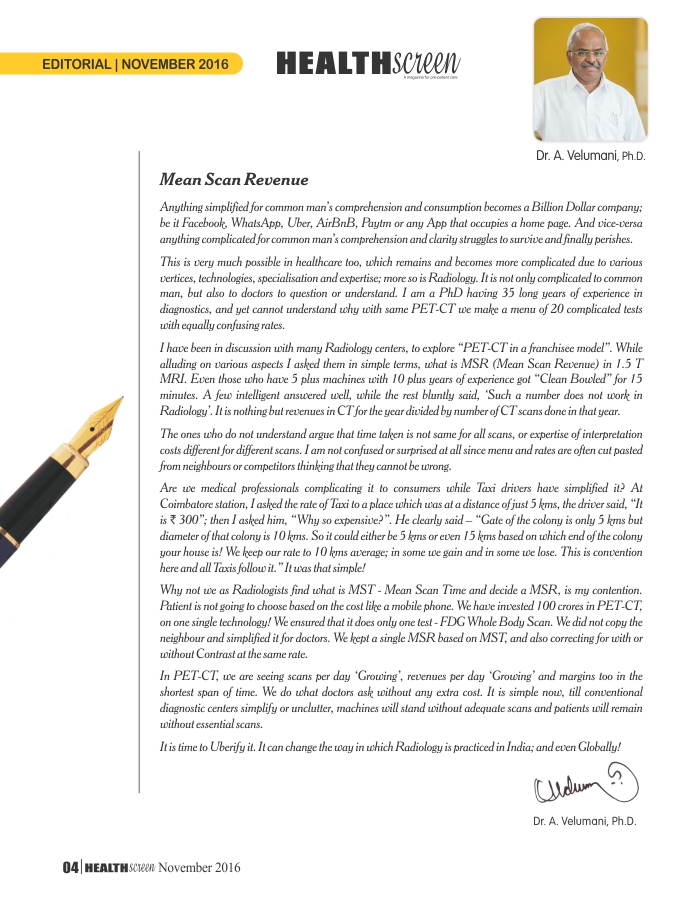 EDITORIAL | NOVEMBER 2016
HEALTHscreen
A magazine for pre-patient care
Dr. A. Velumani, Ph.D.
Mean Scan Revenue
Anything simplified for common man's comprehension and consumption becomes a Billion Dollar company;
be it Facebook, WhatsApp, Uber, AirBnB, Paytm or any App that occupies a home page. And vice-versa
anything complicated for common man's comprehension and clarity struggles to survive and finally perishes.
This is very much possible in healthcare too, which remains and becomes more complicated due to various
vertices, technologies, specialisation and expertise; more so is Radiology. It is not only complicated to common
man, but also to doctors to question or understand. I am a PhD having 35 long years of experience in
diagnostics, and yet cannot understand why with same PET-CT we make a menu of 20 complicated tests
with equally confusing rates.
I have been in discussion with many Radiology centers, to explore “PET-CT in a franchisee model”. While
alluding on various aspects I asked them in simple terms, what is MSR (Mean Scan Revenue) in 1.5 T
MRI. Even those who have 5 plus machines with 10 plus years of experience got “Clean Bowled” for 15
minutes. A few intelligent answered well, while the rest bluntly said, ‘Such a number does not work in
Radiology’. It is nothing but revenues in CT for the year divided by number of CT scans done in that year.
The ones who do not understand argue that time taken is not same for all scans, or expertise of interpretation
costs different for different scans. I am not confused or surprised at all since menu and rates are often cut pasted
from neighbours or competitors thinking that they cannot be wrong.
Are we medical professionals complicating it to consumers while Taxi drivers have simplified it? At
Coimbatore station, I asked the rate of Taxi to a place which was at a distance of just 5 kms, the driver said, “It
is ₹ 300”; then I asked him, “Why so expensive?”. He clearly said – “Gate of the colony is only 5 kms but
diameter of that colony is 10 kms. So it could either be 5 kms or even 15 kms based on which end of the colony
your house is! We keep our rate to 10 kms average; in some we gain and in some we lose. This is convention
here and all Taxis follow it.” It was that simple!
Why not we as Radiologists find what is MST - Mean Scan Time and decide a MSR, is my contention.
Patient is not going to choose based on the cost like a mobile phone. We have invested 100 crores in PET-CT,
on one single technology! We ensured that it does only one test - FDG Whole Body Scan. We did not copy the
neighbour and simplified it for doctors. We kept a single MSR based on MST, and also correcting for with or
without Contrast at the same rate.
In PET-CT, we are seeing scans per day ‘Growing’, revenues per day ‘Growing’ and margins too in the
shortest span of time. We do what doctors ask without any extra cost. It is simple now, till conventional
diagnostic centers simplify or unclutter, machines will stand without adequate scans and patients will remain
without essential scans.
It is time to Uberify it. It can change the way in which Radiology is practiced in India; and even Globally!
Dr. A. Velumani, Ph.D.
04 | HEALTHscreen November 2016